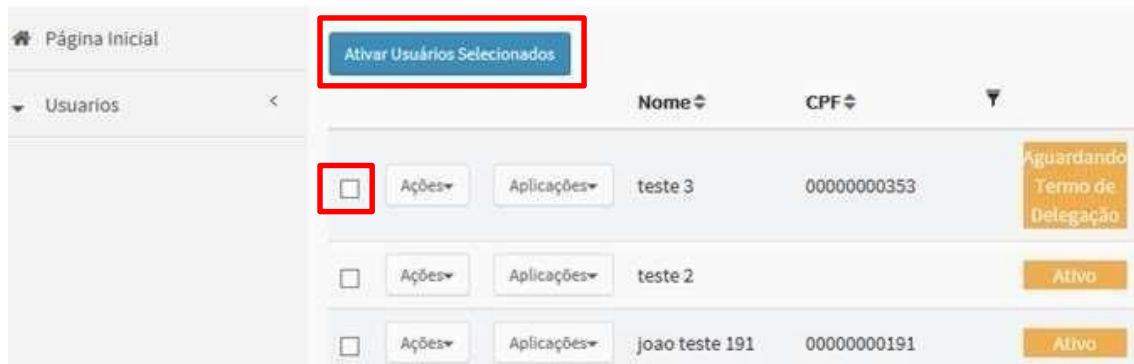 Página Inicial
Ativar Usuários Selecionados
Usuarios
Nome CPF
Ações Aplicações teste 3 00000000353 Aguardando
Termo de
Delegação
Ações Aplicações teste 2 Ativo
Ações Aplicações joao teste 191 00000000191 Ativo